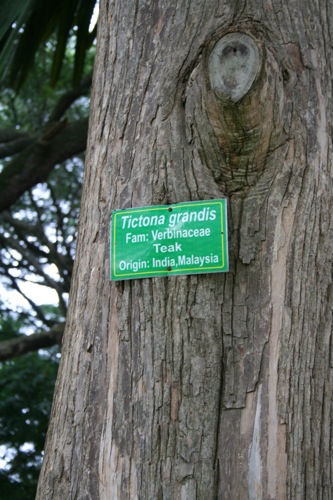 Tictona grandis
Fam: Verbinaceae
Teak
Origin: India,Malaysia